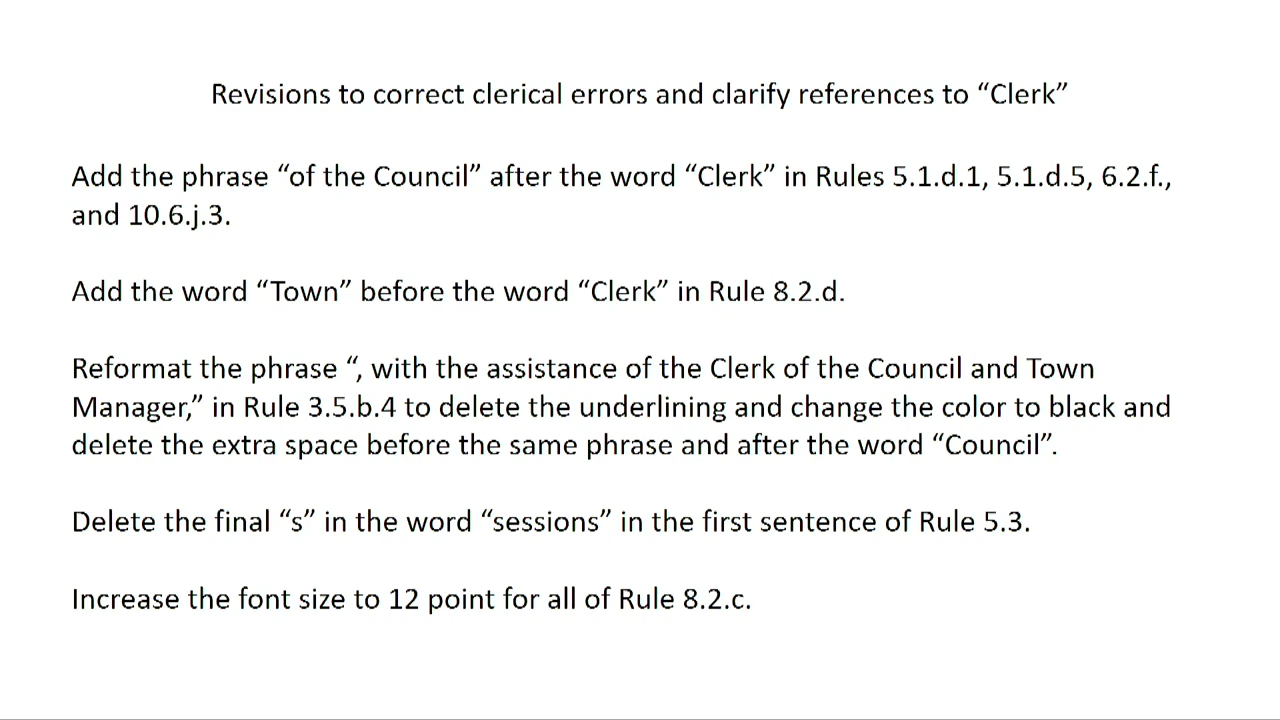 Revisions to correct clerical errors and clarify references to “Clerk”
Add the phrase “of the Council” after the word “Clerk” in Rules 5.1.d.1, 5.1.d.5, 6.2.f.,
and 10.6.j.3.
Add the word “Town” before the word “Clerk” in Rule 8.2.d.
Reformat the phrase “, with the assistance of the Clerk of the Council and Town
Manager,” in Rule 3.5.b.4 to delete the underlining and change the color to black and
delete the extra space before the same phrase and after the word “Council”.
Delete the final “s” in the word “sessions” in the first sentence of Rule 5.3.
Increase the font size to 12 point for all of Rule 8.2.c.